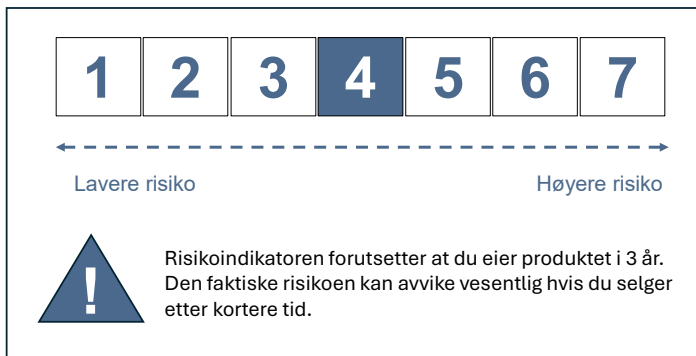 1 2 3 4 5 6 7
Lavere risiko Høyere risiko
!
Risikoindikatoren forutsetter at du eier produktet i 3 år.
Den faktiske risikoen kan avvike vesentlig hvis du selger
etter kortere tid.